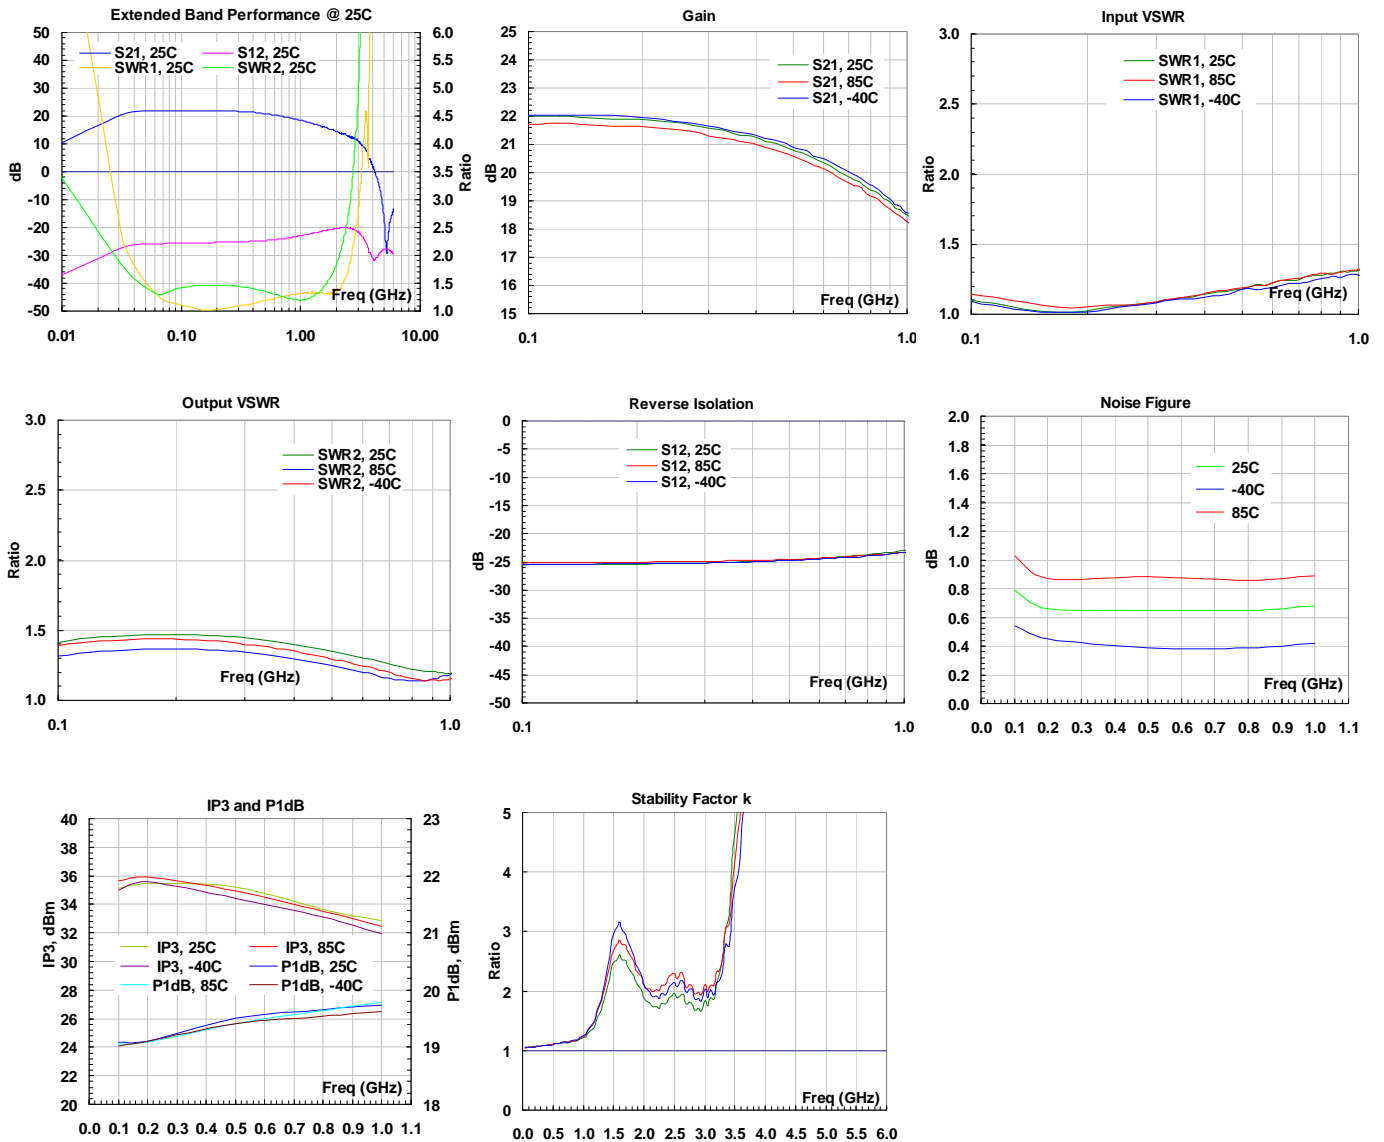 Extended Band Performance @ 25C
S21, 25C
S12, 25C
SWR1, 25C
SWR2, 25C
50
40
30
20
10
0
-10
-20
-30
-40
-50
dB
6.0
5.5
5.0
4.5
4.0
3.5
3.0
2.5
2.0
1.5
1.0
Ratio
Freq (GHz)
0.01 0.10 1.00 10.00
Gain
S21, 25C
S21, 85C
S21, -40C
25
24
23
22
21
20
19
18
17
16
15
dB
Freq (GHz)
0.1 1.0
Input VSWR
SWR1, 25C
SWR1, 85C
SWR1, -40C
3.0
2.5
2.0
1.5
1.0
Ratio
Freq (GHz)
0.1 1.0
Output VSWR
SWR2, 25C
SWR2, 85C
SWR2, -40C
3.0
2.5
2.0
1.5
1.0
Ratio
Freq (GHz)
0.1 1.0
Reverse Isolation
S12, 25C
S12, 85C
S12, -40C
0
-5
-10
-15
-20
-25
-30
-35
-40
-45
-50
dB
Freq (GHz)
0.1 1.0
Noise Figure
25C
-40C
85C
2.0
1.8
1.6
1.4
1.2
1.0
0.8
0.6
0.4
0.2
0.0
dB
Freq (GHz)
0.0 0.1 0.2 0.3 0.4 0.5 0.6 0.7 0.8 0.9 1.0 1.1
IP3 and P1dB
40
38
36
34
32
30
28
26
24
22
20
IP3, dBm
IP3, 25C
IP3, 85C
IP3, -40C
P1dB, 25C
P1dB, 85C
P1dB, -40C
23
22
21
20
19
18
P1dB, dBm
Freq (GHz)
0.0 0.1 0.2 0.3 0.4 0.5 0.6 0.7 0.8 0.9 1.0 1.1
Stability Factor k
5
4
3
2
1
0
Ratio
Freq (GHz)
0.0 0.5 1.0 1.5 2.0 2.5 3.0 3.5 4.0 4.5 5.0 5.5 6.0